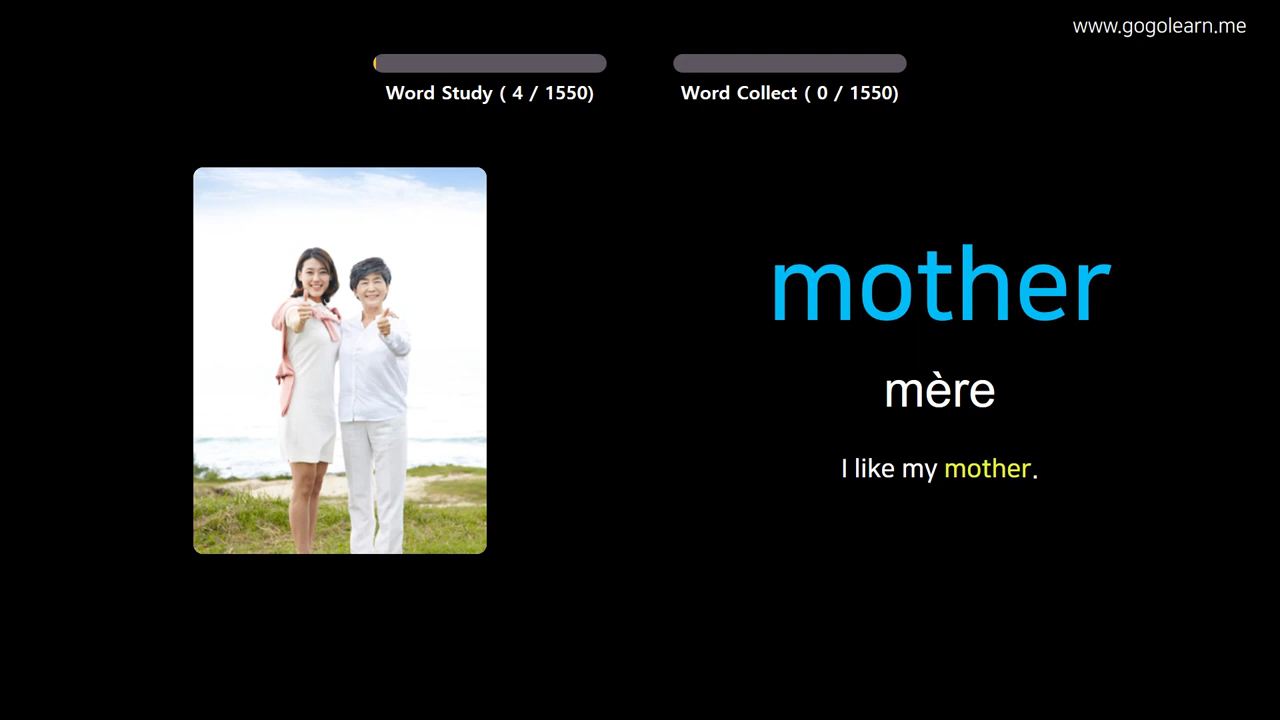 www.gogolearn.me
Word Study ( 4 / 1550)
Word Collect ( 0 / 1550)
mother
mère
I like my mother.